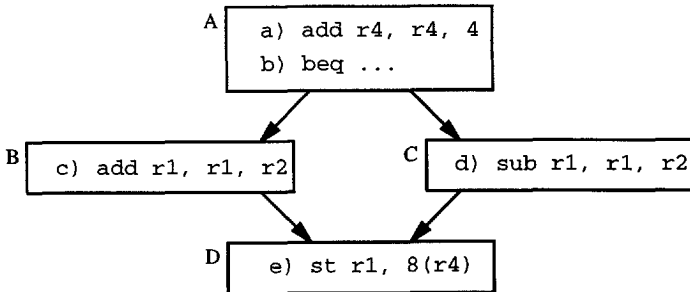 A
a) add r4, r4, 4
b) beq ...
B
c) add r1, r1, r2
C
d) sub r1, r1, r2
D
e) st r1, 8(r4)